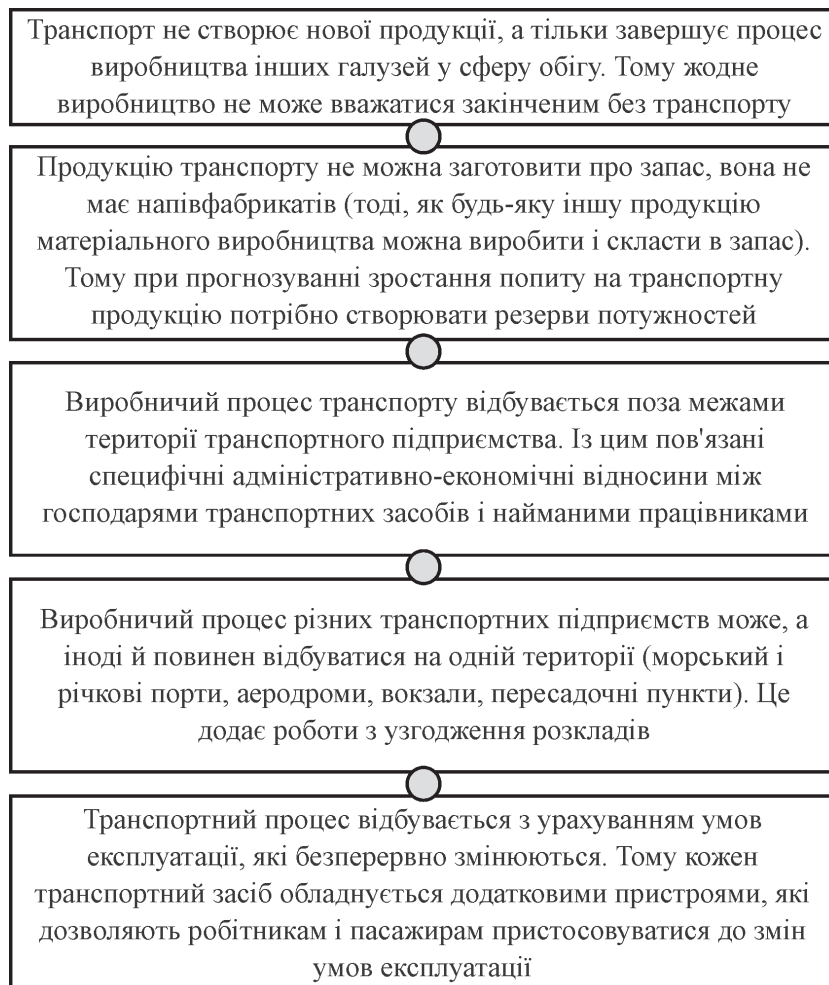 Транспорт не створює нової продукції, а тільки завершує процес
виробництва інших галузей у сферу обігу. Тому жодне
виробництво не може вважатися закінченим без транспорту
Продукцію транспорту не можна заготовити про запас, вона не
має напівфабрикатів (тоді, як будь-яку іншу продукцію
матеріального виробництва можна виробити і скласти в запас).
Тому при прогнозуванні зростання попиту на транспортну
продукцію потрібно створювати резерви потужностей
Виробничий процес транспорту відбувається поза межами
території транспортного підприємства. Із цим пов'язані
специфічні адміністративно-економічні відносини між
господарями транспортних засобів і найманими працівниками
Виробничий процес різних транспортних підприємств може, а
іноді й повинен відбуватися на одній території (морський і
річкові порти, аеродроми, вокзали, пересадочні пункти). Це
додає роботи з узгодження розкладів
Транспортний процес відбувається з урахуванням умов
експлуатації, які безперервно змінюються. Тому кожен
транспортний засіб обладнується додатковими пристроями, які
дозволяють робітникам і пасажирам пристосовуватися до змін
умов експлуатації